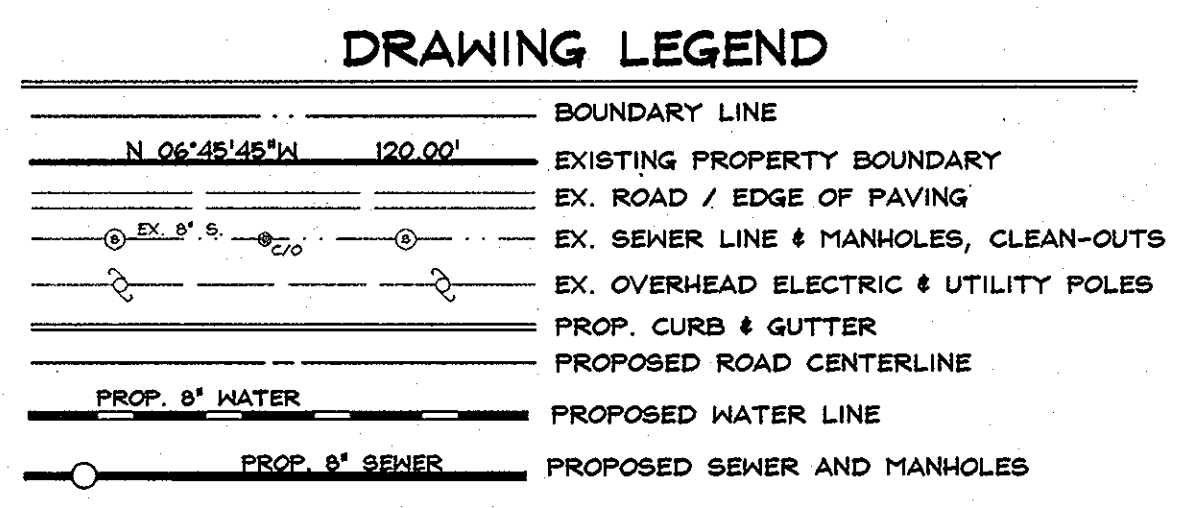 DRAWING LEGEND
BOUNDARY LINE
N 06°45'45"W 120.00' EXISTING PROPERTY BOUNDARY
EX. ROAD / EDGE OF PAVING
EX. 8" S. C/O EX. SEWER LINE & MANHOLES, CLEAN-OUTS
EX. OVERHEAD ELECTRIC & UTILITY POLES
PROP. CURB & GUTTER
PROPOSED ROAD CENTERLINE
PROP. 8" WATER PROPOSED WATER LINE
PROP. 8" SEWER PROPOSED SEWER AND MANHOLES